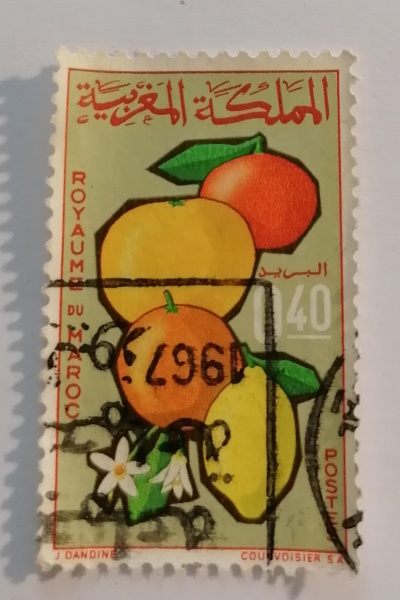 المملكة المغربية
ROYAUME DU MAROC
البريد
0.40
1967
POSTES
J. DANDINE
COURVOISIER S.A.